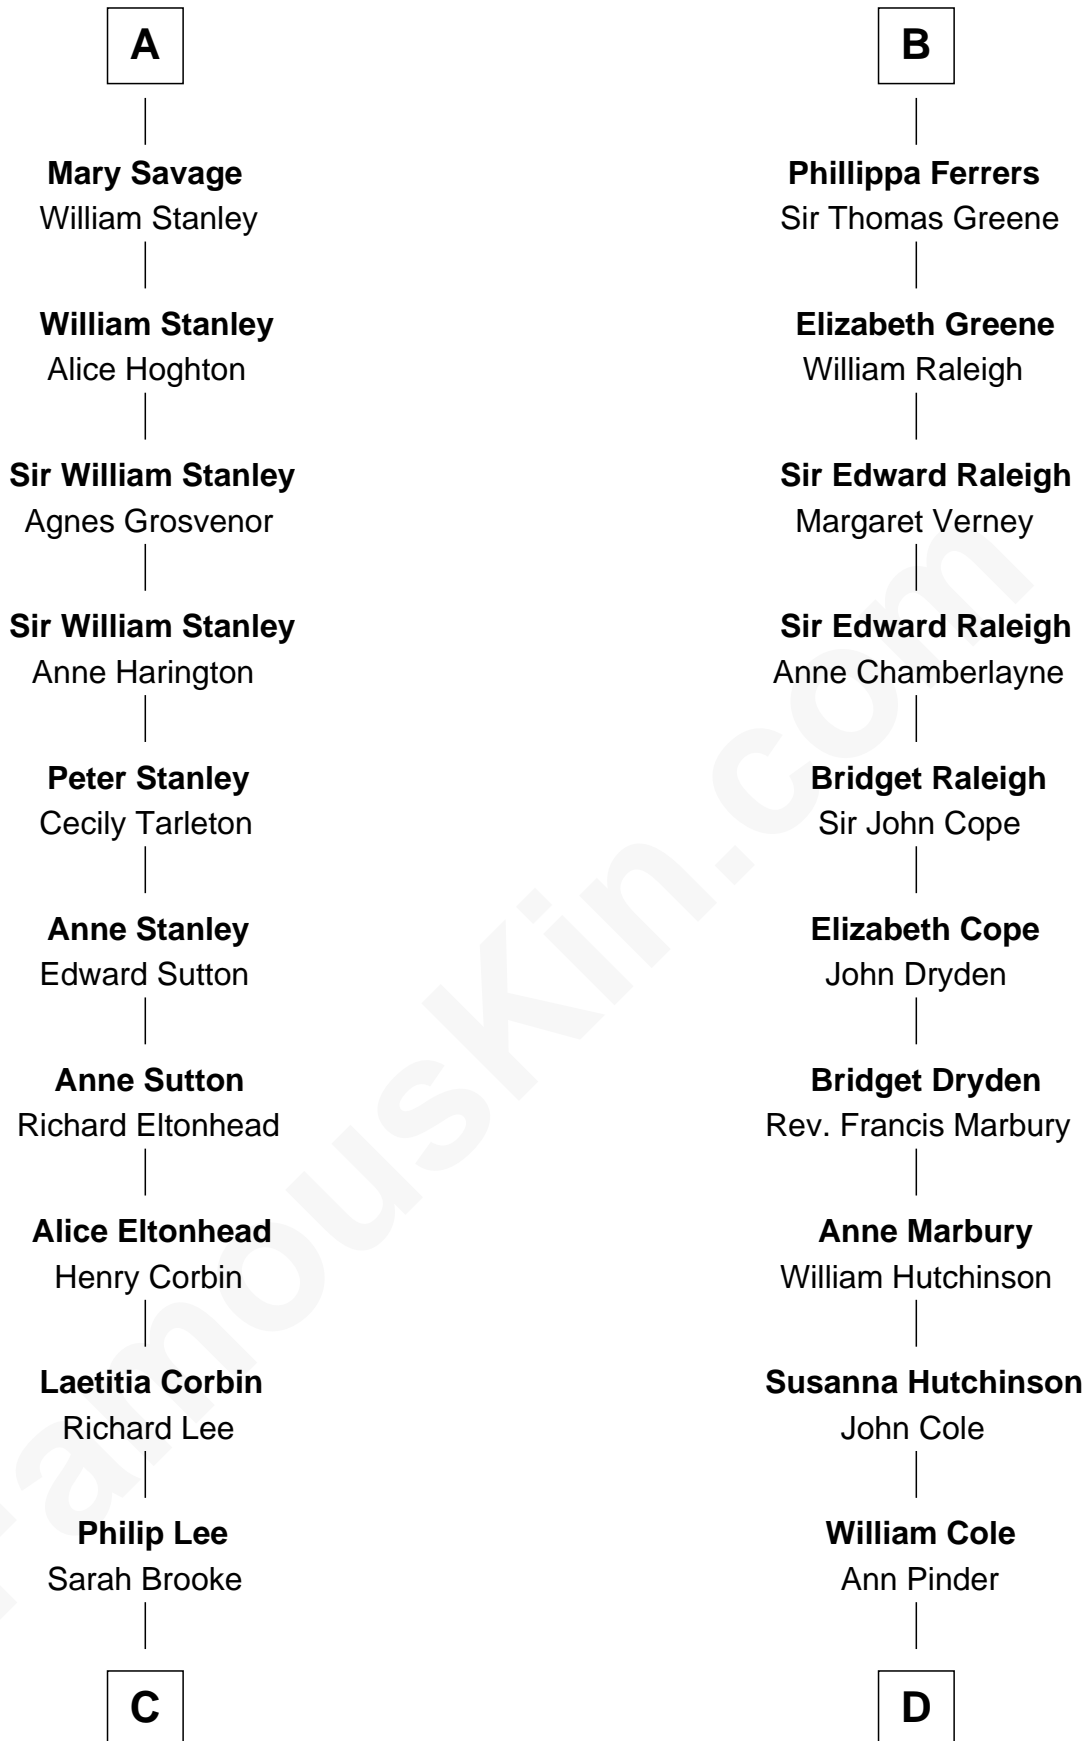 A
Mary Savage
William Stanley
William Stanley
Alice Hoghton
Sir William Stanley
Agnes Grosvenor
Sir William Stanley
Anne Harington
Peter Stanley
Cecily Tarleton
Anne Stanley
Edward Sutton
Anne Sutton
Richard Eltonhead
Alice Eltonhead
Henry Corbin
Laetitia Corbin
Richard Lee
Philip Lee
Sarah Brooke
C
B
Phillippa Ferrers
Sir Thomas Greene
Elizabeth Greene
William Raleigh
Sir Edward Raleigh
Margaret Verney
Sir Edward Raleigh
Anne Chamberlayne
Bridget Raleigh
Sir John Cope
Elizabeth Cope
John Dryden
Bridget Dryden
Rev. Francis Marbury
Anne Marbury
William Hutchinson
Susanna Hutchinson
John Cole
William Cole
Ann Pinder
D
FamousKin.com